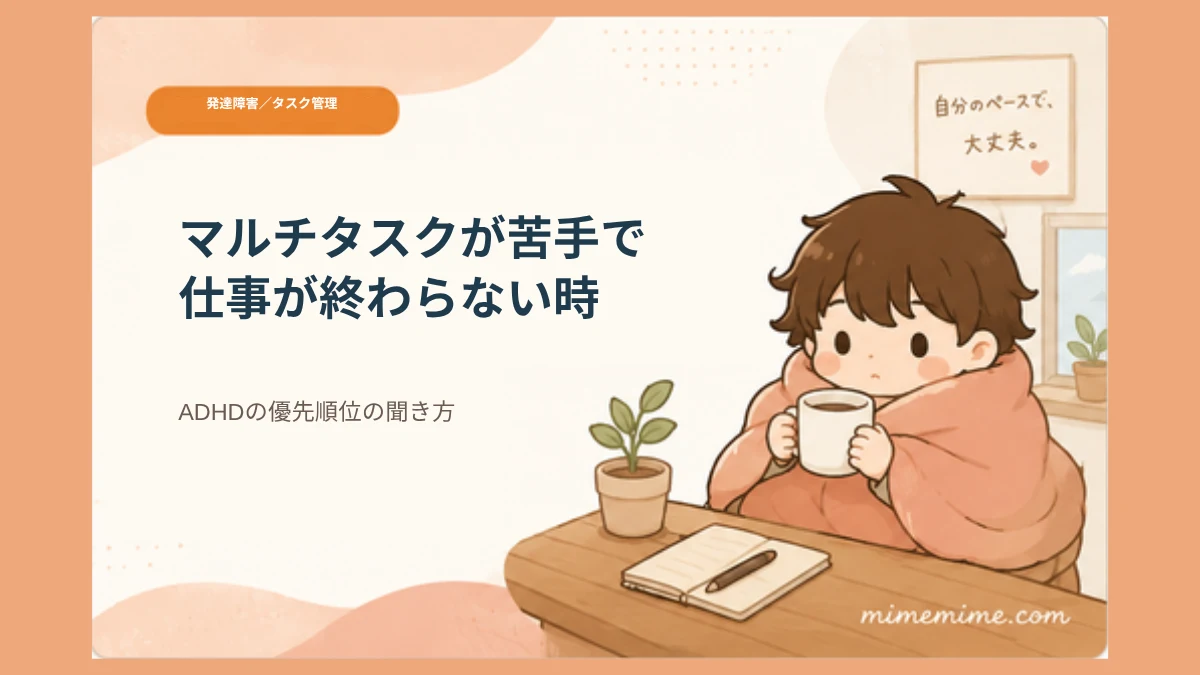 発達障害／タスク管理
自分のペースで、
大丈夫。
マルチタスクが苦手で
仕事が終わらない時
ADHDの優先順位の聞き方
mimemime.com